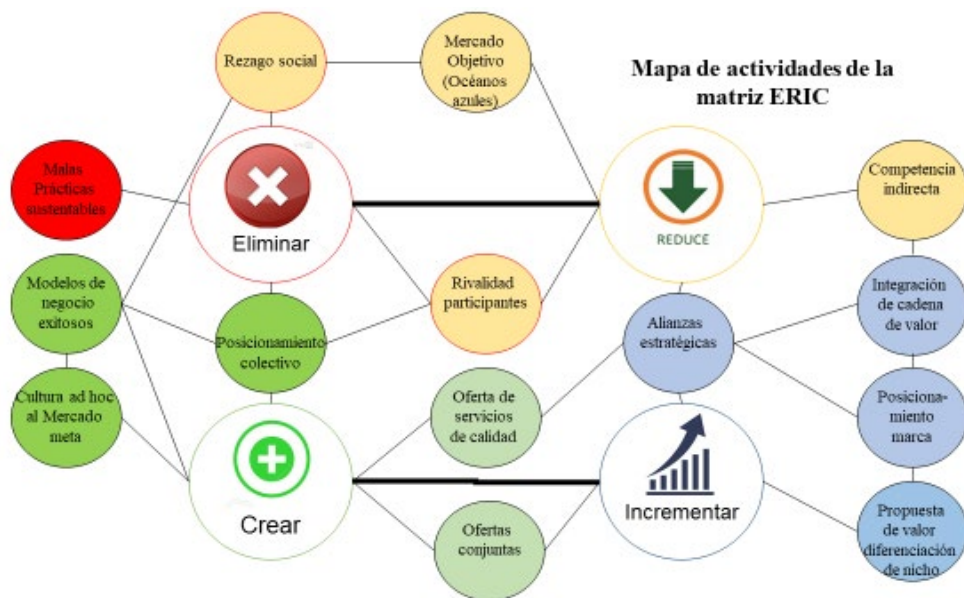 Mapa de actividades de la
matriz ERIC
Rezago social
Mercado
Objetivo
(Océanos
azules)
Malas
Prácticas
sustentables
Eliminar
REDUCE
Competencia
indirecta
Modelos de
negocio
exitosos
Posicionamiento
colectivo
Rivalidad
participantes
Alianzas
estratégicas
Integración
de cadena
de valor
Cultura ad hoc
al Mercado
meta
Crear
Oferta de
servicios
de calidad
Incrementar
Posiciona-
miento
marca
Ofertas
conjuntas
Propuesta
de valor
diferenciación
de nicho